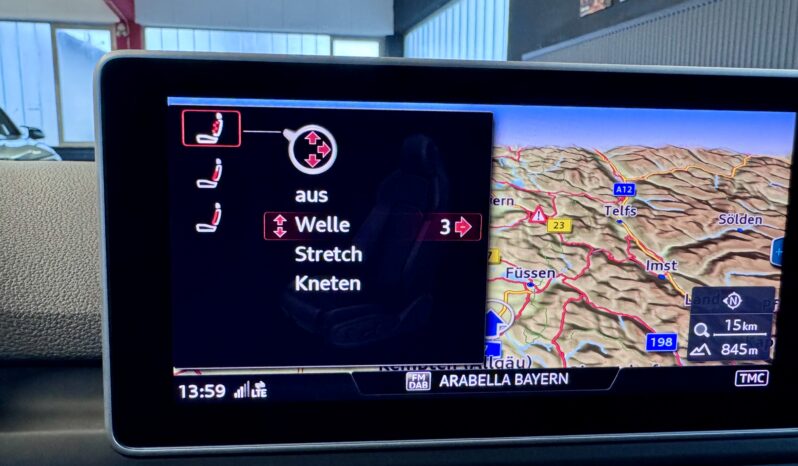 aus
Welle 3
Stretch
Kneten
A12
Telfs
23
Sölden
Imst
Füssen
15km
198
845m
13:59 LTE
FM
DAB
ARABELLA BAYERN
TMC